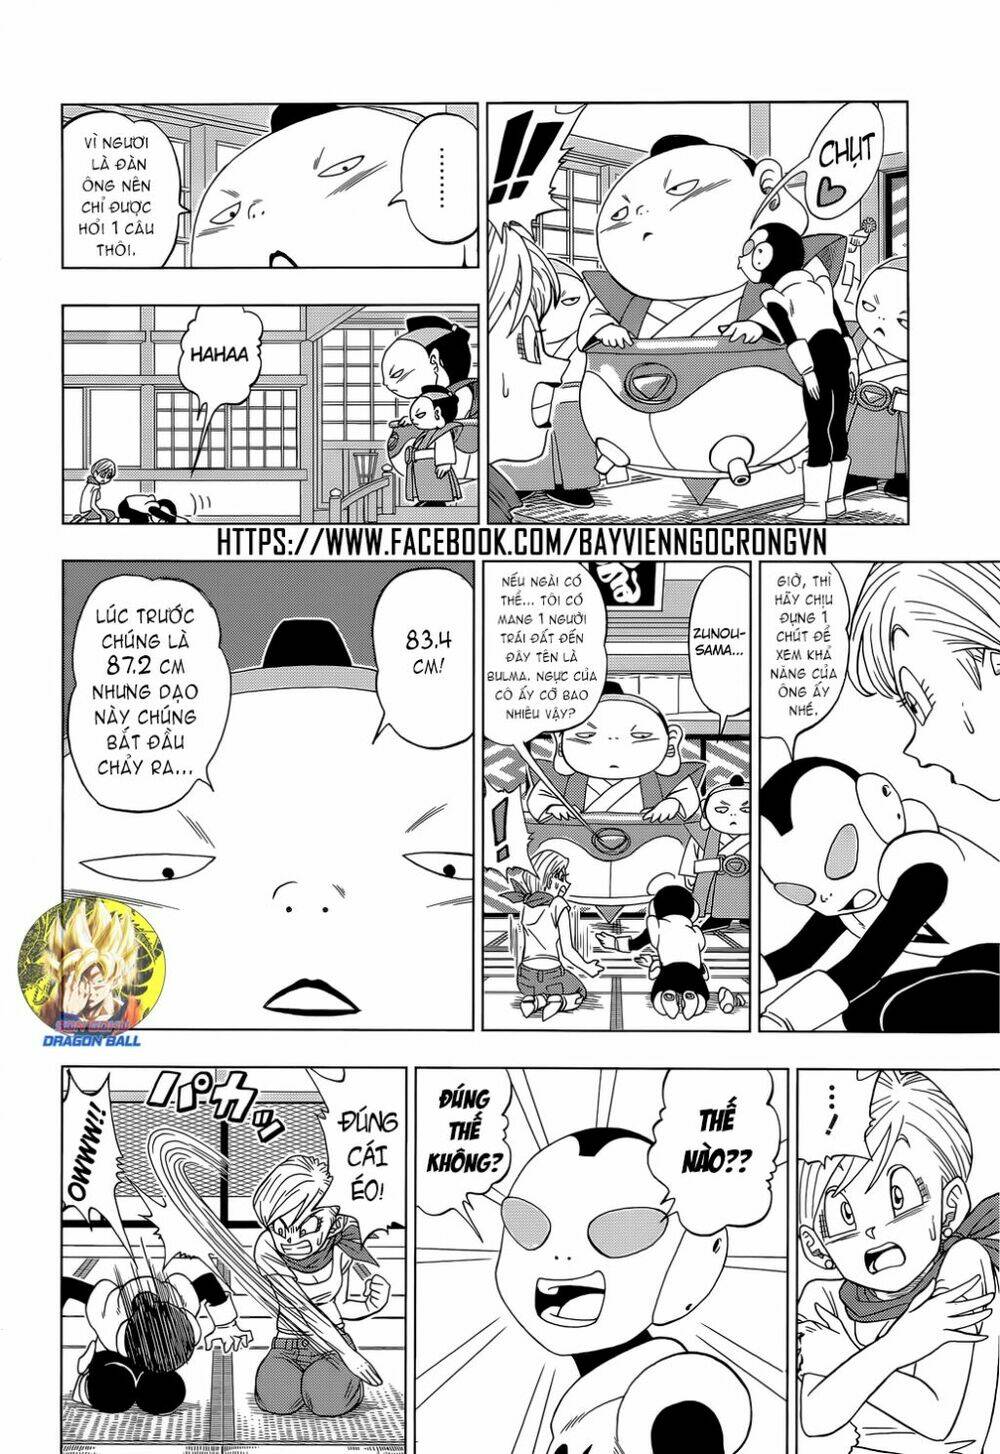 !!
CHỤT
........
VÌ NGƯƠI
LÀ ĐÀN
ÔNG NÊN
CHỈ ĐƯỢC
HỎI 1 CÂU
THÔI.
HAHAA
HTTPS://WWW.FACEBOOK.COM/BAYVIENNGOCRONGVN
GIỜ, THÌ
HÃY CHỊU
ĐỰNG 1
CHÚT ĐỂ
XEM KHẢ
NĂNG CỦA
ÔNG ẤY
NHÉ.
ZUNOU-
SAMA...
NẾU NGÀI CÓ
THỂ... TÔI CÓ
MANG 1 NGƯỜI
TRÁI ĐẤT ĐẾN
ĐÂY TÊN LÀ
BULMA. NGỰC CỦA
CÔ ẤY CỠ BAO
NHIÊU VẬY?
!
83.4
CM!
LÚC TRƯỚC
CHÚNG LÀ
87.2 CM
NHƯNG DẠO
NÀY CHÚNG
BẮT ĐẦU
CHẢY RA...
DRAGON BALL
...!
THẾ
NÀO??
ĐÚNG
THẾ
KHÔNG?
ĐÚNG
CÁI
ÉO!
パカッ
OWWW!!